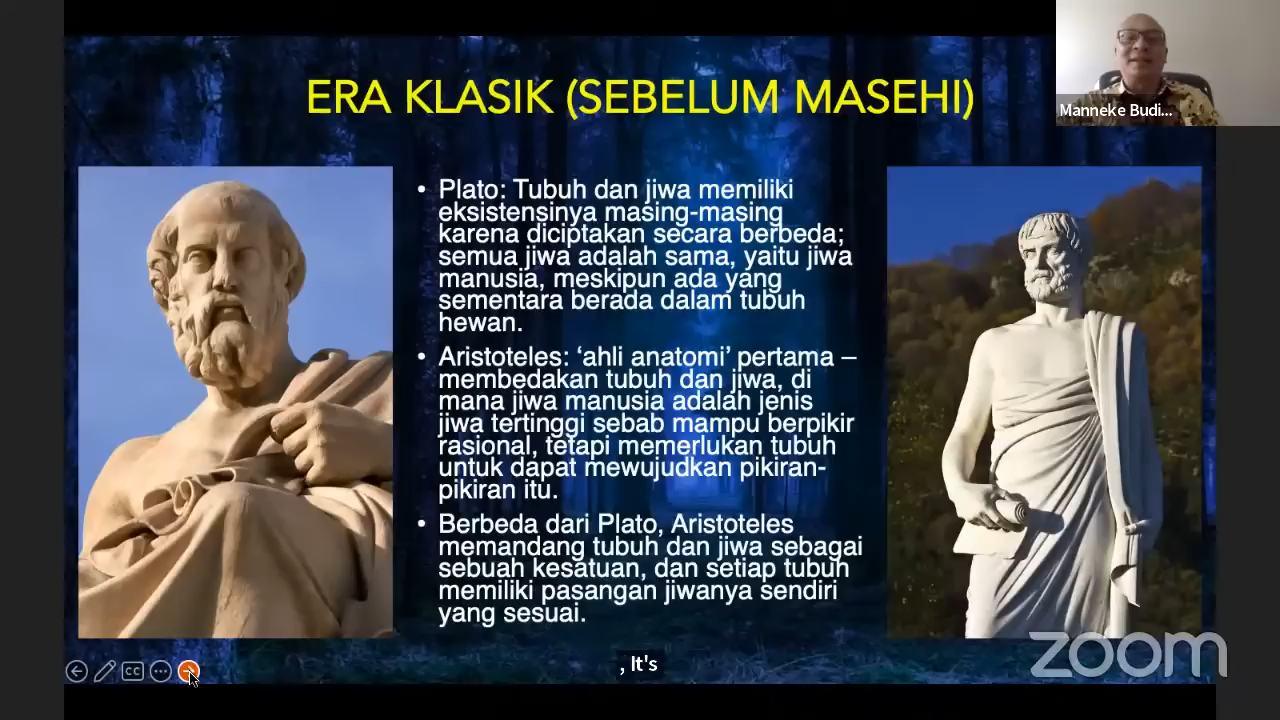 ERA KLASIK (SEBELUM MASEHI)
Manneke Budi...
• Plato: Tubuh dan jiwa memiliki
eksistensinya masing-masing
karena diciptakan secara berbeda;
semua jiwa adalah sama, yaitu jiwa
manusia, meskipun ada yang
sementara berada dalam tubuh
hewan.
• Aristoteles: ‘ahli anatomi’ pertama –
membedakan tubuh dan jiwa, di
mana jiwa manusia adalah jenis
jiwa tertinggi sebab mampu berpikir
rasional, tetapi memerlukan tubuh
untuk dapat mewujudkan pikiran-
pikiran itu.
• Berbeda dari Plato, Aristoteles
memandang tubuh dan jiwa sebagai
sebuah kesatuan, dan setiap tubuh
memiliki pasangan jiwanya sendiri
yang sesuai.
CC
, It's
zoom